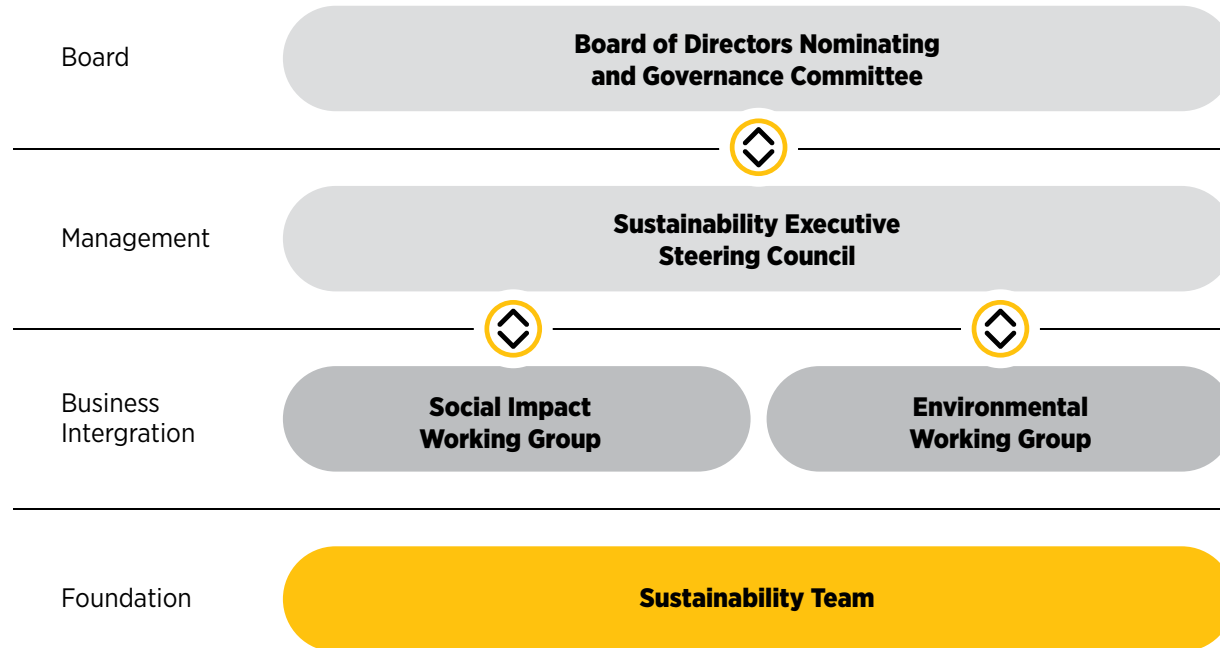 Board
Board of Directors Nominating
and Governance Committee
Management
Sustainability Executive
Steering Council
Business
Intergration
Social Impact
Working Group
Environmental
Working Group
Foundation
Sustainability Team